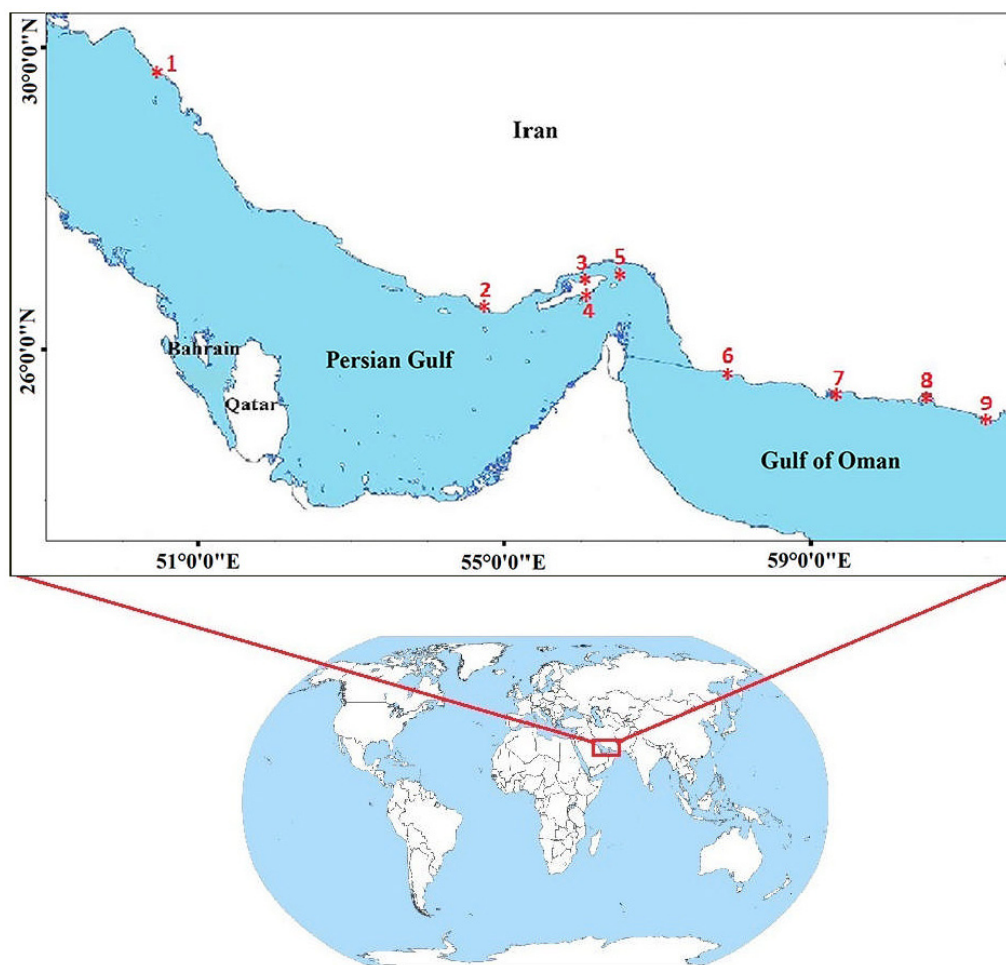 30°0'0"N
1
Iran
3
5
2
4
26°0'0"N
Bahrain
Persian Gulf
6
7
8
Qatar
9
Gulf of Oman
51°0'0"E
55°0'0"E
59°0'0"E